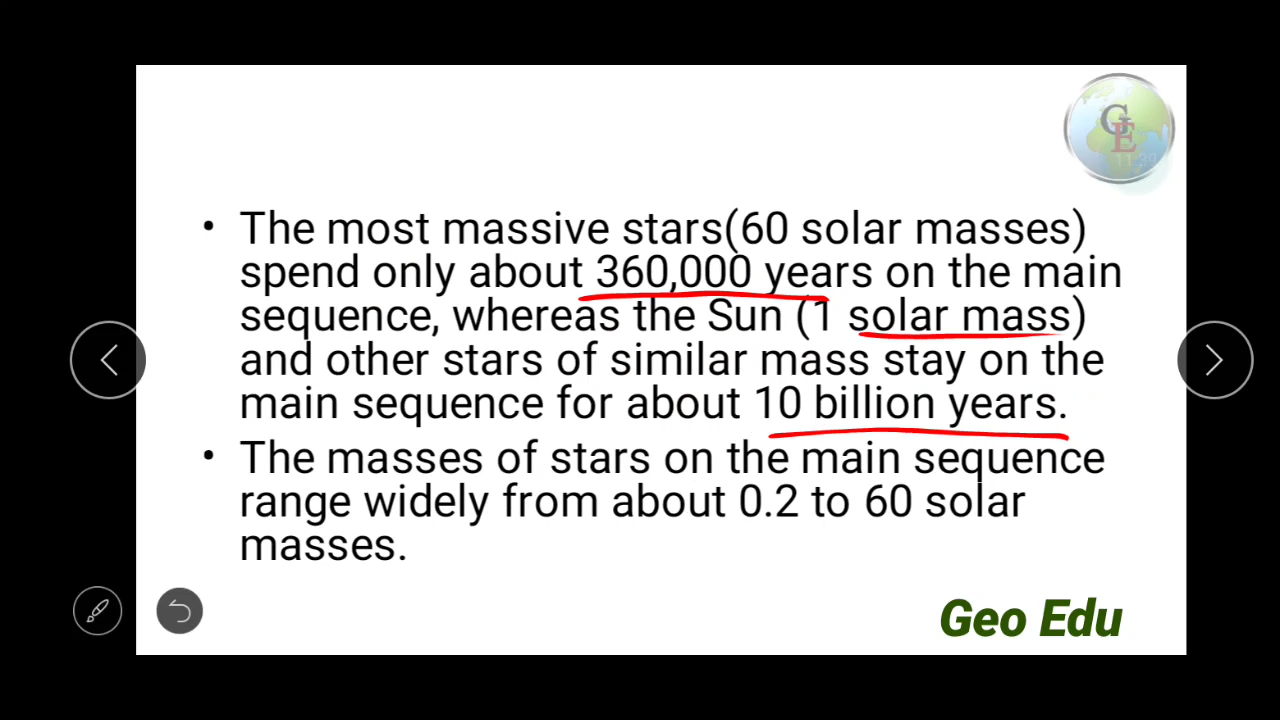 GE
11:39
• The most massive stars(60 solar masses)
spend only about 360,000 years on the main
sequence, whereas the Sun (1 solar mass)
and other stars of similar mass stay on the
main sequence for about 10 billion years.
• The masses of stars on the main sequence
range widely from about 0.2 to 60 solar
masses.
Geo Edu